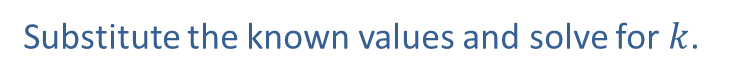 Substitute the known values and solve for k.